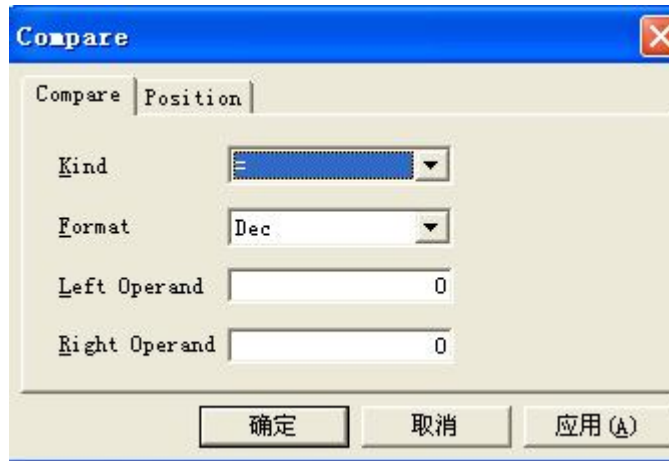 Compare
Compare Position
Kind =
Format Dec
Left Operand 0
Right Operand 0
确定 取消 应用(A)